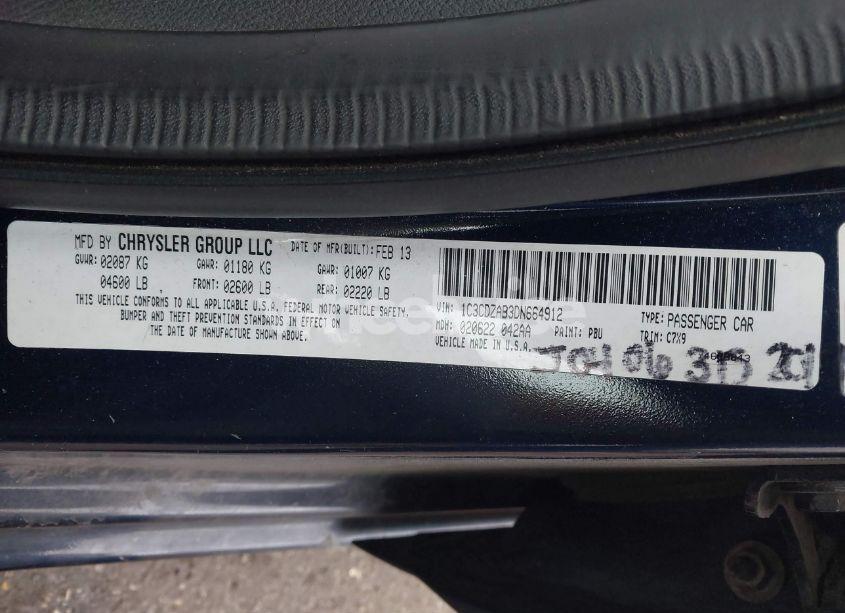 MFD BY CHRYSLER GROUP LLC DATE OF MFR(BUILT): FEB 13
GVWR: 02087 KG GAWR: 01180 KG GAWR: 01007 KG
04600 LB FRONT: 02600 LB REAR: 02220 LB
THIS VEHICLE CONFORMS TO ALL APPLICABLE U.S.A. FEDERAL MOTOR VEHICLE SAFETY,
BUMPER AND THEFT PREVENTION STANDARDS IN EFFECT ON
THE DATE OF MANUFACTURE SHOWN ABOVE.
VIN: 1C3CDZAB3DN664912 TYPE: PASSENGER CAR
MDH: 020622 042AA PAINT: PBU TRIM: C7X9
VEHICLE MADE IN U.S.A.